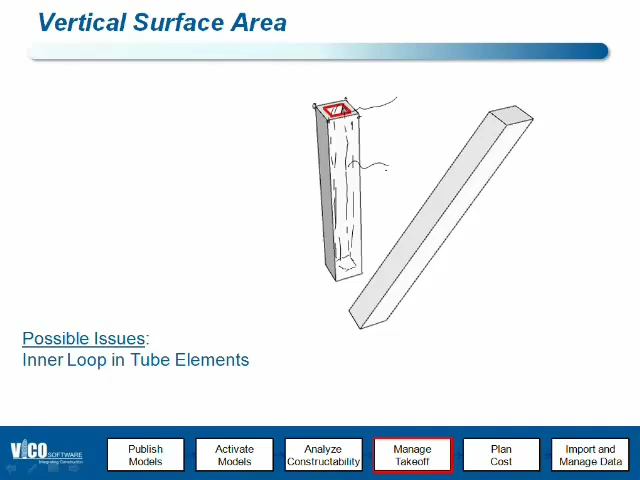 Vertical Surface Area
Possible Issues:
Inner Loop in Tube Elements
VICO SOFTWARE
Integrating Construction
Publish
Models
Activate
Models
Analyze
Constructability
Manage
Takeoff
Plan
Cost
Import and
Manage Data